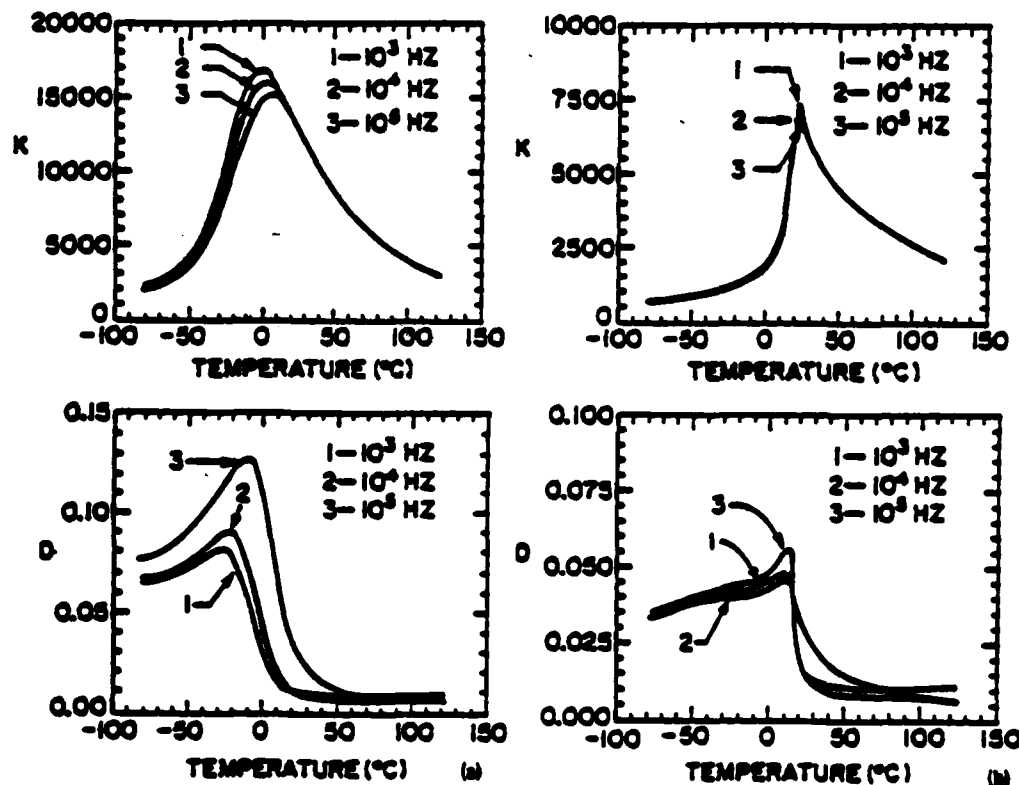 20000
15000
10000
5000
0
K
1
2
3
1—10³ HZ
2—10⁴ HZ
3—10⁵ HZ
-100 -50 0 50 100 150
TEMPERATURE (°C)
10000
7500
5000
2500
0
K
1
2
3
1—10³ HZ
2—10⁴ HZ
3—10⁵ HZ
-100 -50 0 50 100 150
TEMPERATURE (°C)
0.15
0.10
0.05
0.00
D
3
2
1
1—10³ HZ
2—10⁴ HZ
3—10⁵ HZ
-100 -50 0 50 100 150
TEMPERATURE (°C)
(a)
0.100
0.075
0.050
0.025
0.000
D
3
1
2
1—10³ HZ
2—10⁴ HZ
3—10⁵ HZ
-100 -50 0 50 100 150
TEMPERATURE (°C)
(b)